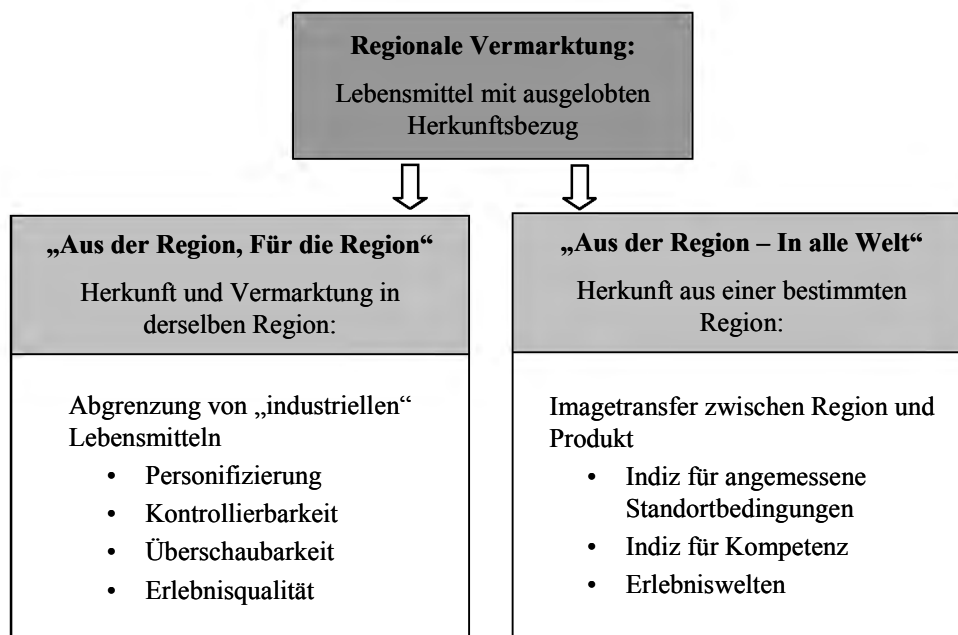 Regionale Vermarktung:
Lebensmittel mit ausgelobten
Herkunftsbezug
„Aus der Region, Für die Region“
Herkunft und Vermarktung in
derselben Region:
Abgrenzung von „industriellen“
Lebensmitteln
• Personifizierung
• Kontrollierbarkeit
• Überschaubarkeit
• Erlebnisqualität
„Aus der Region – In alle Welt“
Herkunft aus einer bestimmten
Region:
Imagetransfer zwischen Region und
Produkt
• Indiz für angemessene
Standortbedingungen
• Indiz für Kompetenz
• Erlebniswelten